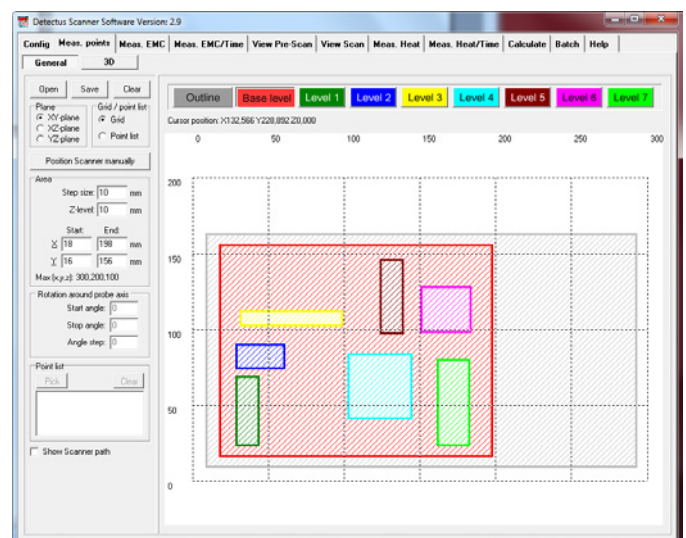 Detectus Scanner Software Version: 2.9
Config Meas. points Meas. EMC Meas. EMC/Time View Pre-Scan View Scan Meas. Heat Meas. Heat/Time Calculate Batch Help
General 3D
Open Save Clear
Plane Grid / point list
XY-plane Grid
XZ-plane Point list
YZ-plane
Position Scanner manually
Area
Step size: 10 mm
Z-level: 10 mm
Start: End:
X 18 198 mm
Y 16 156 mm
Max (x,y,z): 300,200,100
Rotation around probe axis
Start angle: 0
Stop angle: 0
Angle step: 0
Point list
Pick Clear
Show Scanner path
Outline Base level Level 1 Level 2 Level 3 Level 4 Level 5 Level 6 Level 7
Cursor position: X132,566 Y228,892 Z0,000
0 50 100 150 200 250 300
200
150
100
50
0